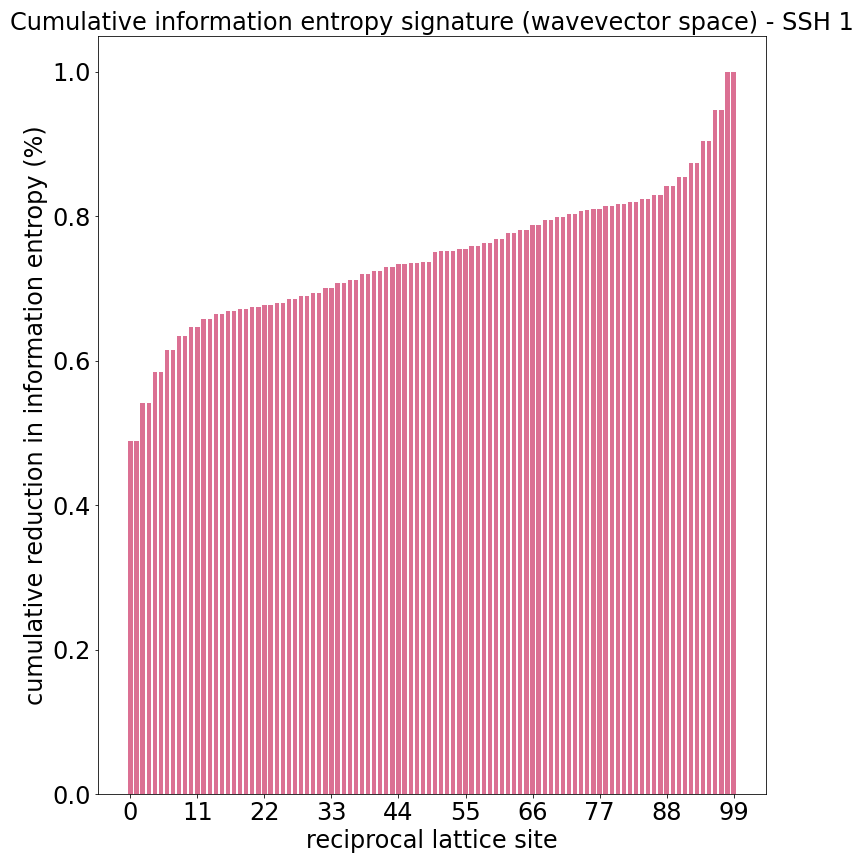 Cumulative information entropy signature (wavevector space) - SSH 1
cumulative reduction in information entropy (%)
1.0
0.8
0.6
0.4
0.2
0.0
0 11 22 33 44 55 66 77 88 99
reciprocal lattice site